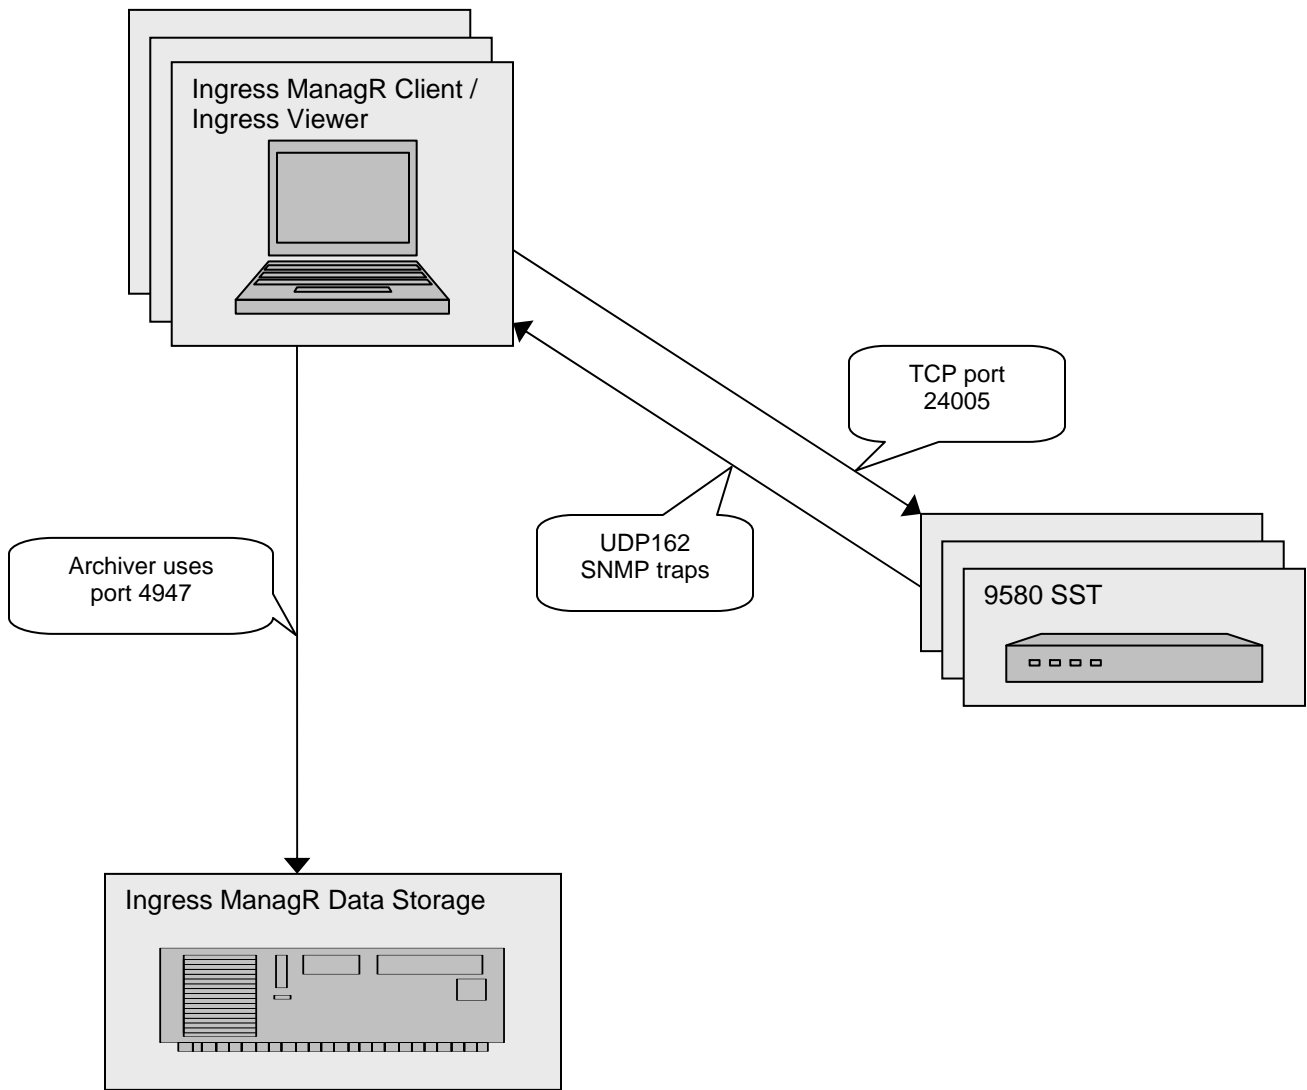 Ingress ManagR Client /
Ingress Viewer
TCP port
24005
UDP162
SNMP traps
Archiver uses
port 4947
9580 SST
Ingress ManagR Data Storage